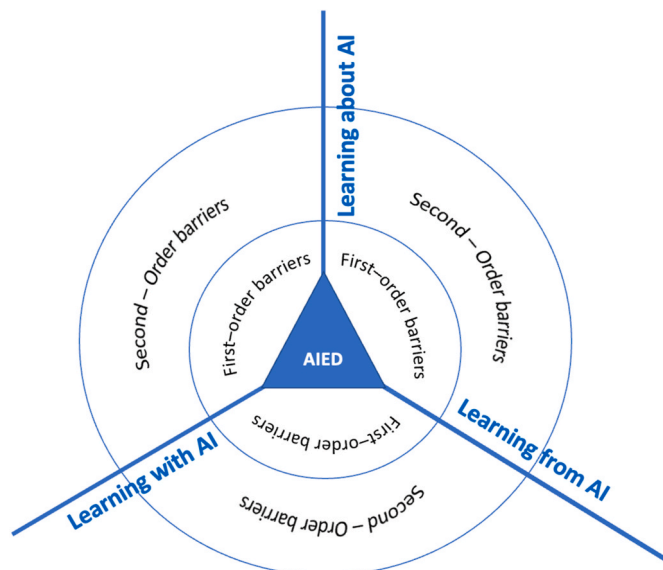 Learning about AI
Second – Order barriers
Second – Order barriers
First–order barriers
First–order barriers
AIED
First–order barriers
Learning with AI
Learning from AI
Second – Order barriers